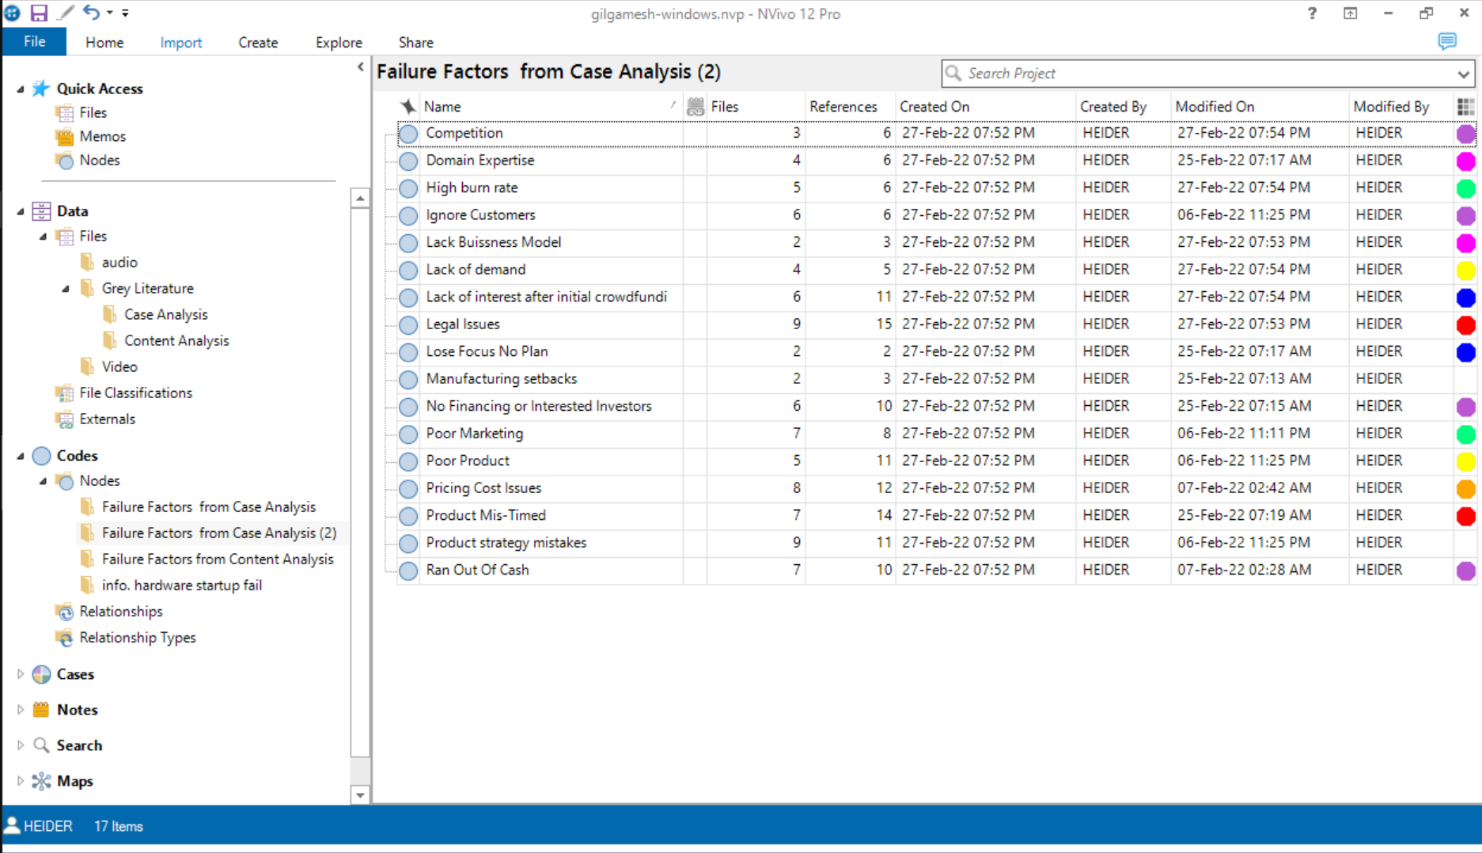 gilgamesh-windows.nvp - NVivo 12 Pro
?
File Home Import Create Explore Share
Quick Access
Files
Memos
Nodes
Data
Files
audio
Grey Literature
Case Analysis
Content Analysis
Video
File Classifications
Externals
Codes
Nodes
Failure Factors from Case Analysis
Failure Factors from Case Analysis (2)
Failure Factors from Content Analysis
info. hardware startup fail
Relationships
Relationship Types
Cases
Notes
Search
Maps
Failure Factors from Case Analysis (2)
Search Project
Name Files References Created On Created By Modified On Modified By
Competition 3 6 27-Feb-22 07:52 PM HEIDER 27-Feb-22 07:54 PM HEIDER
Domain Expertise 4 6 27-Feb-22 07:52 PM HEIDER 25-Feb-22 07:17 AM HEIDER
High burn rate 5 6 27-Feb-22 07:52 PM HEIDER 27-Feb-22 07:54 PM HEIDER
Ignore Customers 6 6 27-Feb-22 07:52 PM HEIDER 06-Feb-22 11:25 PM HEIDER
Lack Buissness Model 2 3 27-Feb-22 07:52 PM HEIDER 27-Feb-22 07:53 PM HEIDER
Lack of demand 4 5 27-Feb-22 07:52 PM HEIDER 27-Feb-22 07:54 PM HEIDER
Lack of interest after initial crowdfundi 6 11 27-Feb-22 07:52 PM HEIDER 27-Feb-22 07:54 PM HEIDER
Legal Issues 9 15 27-Feb-22 07:52 PM HEIDER 27-Feb-22 07:53 PM HEIDER
Lose Focus No Plan 2 2 27-Feb-22 07:52 PM HEIDER 25-Feb-22 07:17 AM HEIDER
Manufacturing setbacks 2 3 27-Feb-22 07:52 PM HEIDER 25-Feb-22 07:13 AM HEIDER
No Financing or Interested Investors 6 10 27-Feb-22 07:52 PM HEIDER 25-Feb-22 07:15 AM HEIDER
Poor Marketing 7 8 27-Feb-22 07:52 PM HEIDER 06-Feb-22 11:11 PM HEIDER
Poor Product 5 11 27-Feb-22 07:52 PM HEIDER 06-Feb-22 11:25 PM HEIDER
Pricing Cost Issues 8 12 27-Feb-22 07:52 PM HEIDER 07-Feb-22 02:42 AM HEIDER
Product Mis-Timed 7 14 27-Feb-22 07:52 PM HEIDER 25-Feb-22 07:19 AM HEIDER
Product strategy mistakes 9 11 27-Feb-22 07:52 PM HEIDER 06-Feb-22 11:25 PM HEIDER
Ran Out Of Cash 7 10 27-Feb-22 07:52 PM HEIDER 07-Feb-22 02:28 AM HEIDER
HEIDER 17 Items